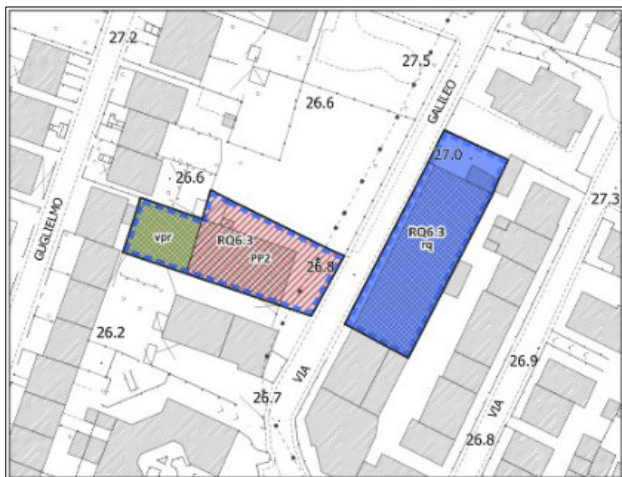 27.2
27.5
26.6
GALILEO
27.0
26.6
27.3
vpr
RQ6.3
PP2
26.8
RQ6.3
rq
GUGLIELMO
26.2
26.9
VIA
26.7
VIA
26.8